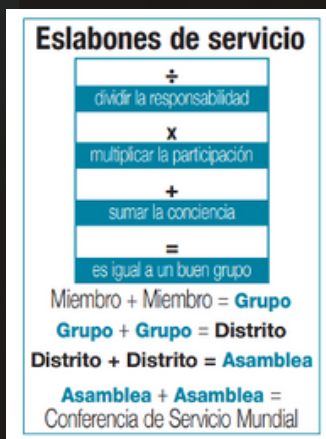 Eslabones de servicio
÷
dividir la responsabilidad
x
multiplicar la participación
+
sumar la conciencia
=
es igual a un buen grupo
Miembro + Miembro = Grupo
Grupo + Grupo = Distrito
Distrito + Distrito = Asamblea
Asamblea + Asamblea =
Conferencia de Servicio Mundial